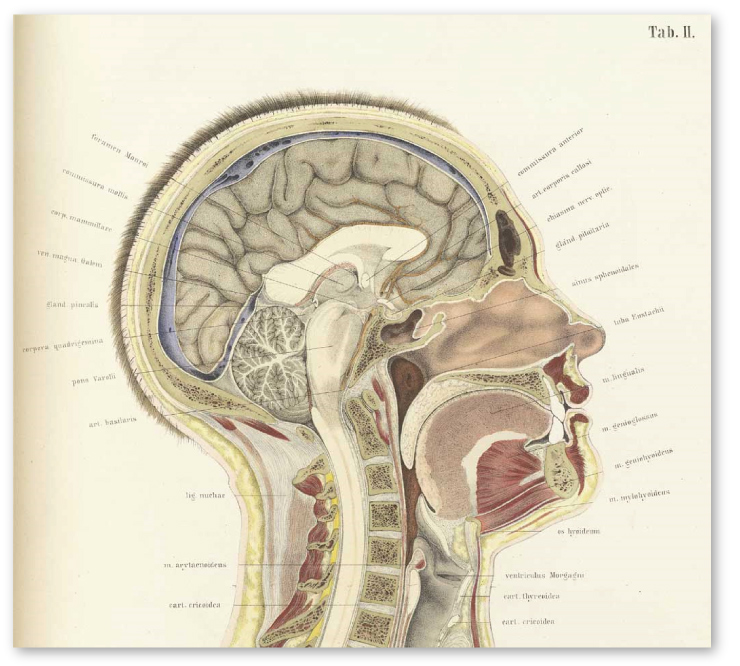 Tab. II.
foramen Monroi
commissura mollis
corp. mammillare
ven. magna Galeni
gland. pinealis
corpora quadrigemina
pons Varolii
art. basilaris
lig. nuchae
m. arytaenoideus
cart. cricoidea
commissura anterior
art. corporis callosi
chiasma nerv. optic.
gland. pituitaria
sinus sphenoidales
tuba Eustachii
m. lingualis
m. genioglossus
m. geniohyoideus
m. mylohyoideus
os hyoideum
ventriculus Morgagni
cart. thyreoidea
cart. cricoidea